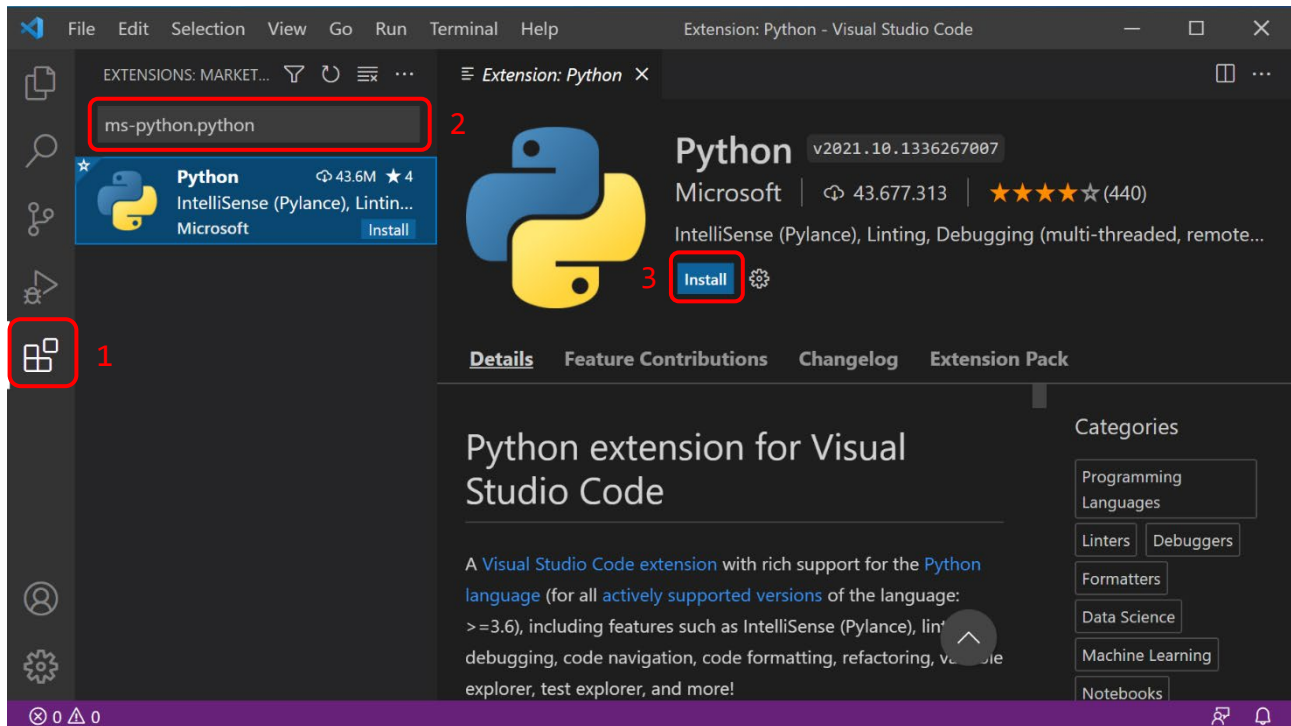 File Edit Selection View Go Run Terminal Help Extension: Python - Visual Studio Code
EXTENSIONS: MARKET...
ms-python.python
2
Python 43.6M ★ 4
IntelliSense (Pylance), Lintin...
Microsoft Install
1
Extension: Python
Python v2021.10.1336267007
Microsoft | 43.677.313 | ★★★★☆ (440)
IntelliSense (Pylance), Linting, Debugging (multi-threaded, remote...
3 Install
Details Feature Contributions Changelog Extension Pack
Python extension for Visual
Studio Code
A Visual Studio Code extension with rich support for the Python
language (for all actively supported versions of the language:
>=3.6), including features such as IntelliSense (Pylance),
debugging, code navigation, code formatting, refactoring,
explorer, test explorer, and more!
Categories
Programming
Languages
Linters Debuggers
Formatters
Data Science
Machine Learning
Notebooks
0 0